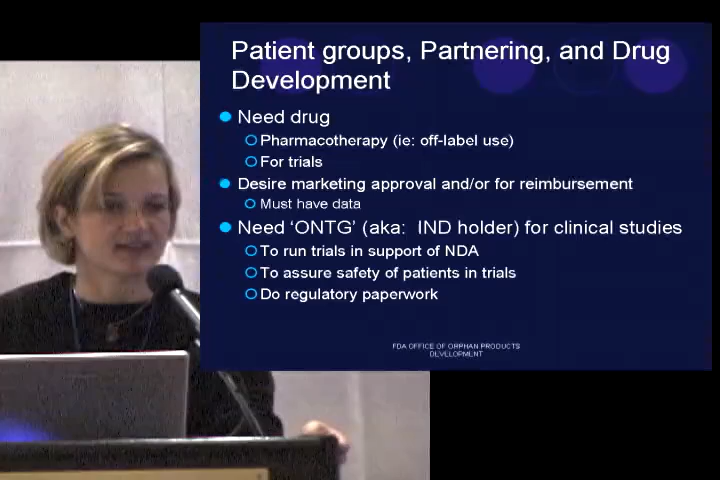 Patient groups, Partnering, and Drug
Development
Need drug
Pharmacotherapy (ie: off-label use)
For trials
Desire marketing approval and/or for reimbursement
Must have data
Need 'ONTG' (aka: IND holder) for clinical studies
To run trials in support of NDA
To assure safety of patients in trials
Do regulatory paperwork
FDA OFFICE OF ORPHAN PRODUCTS
DEVELOPMENT